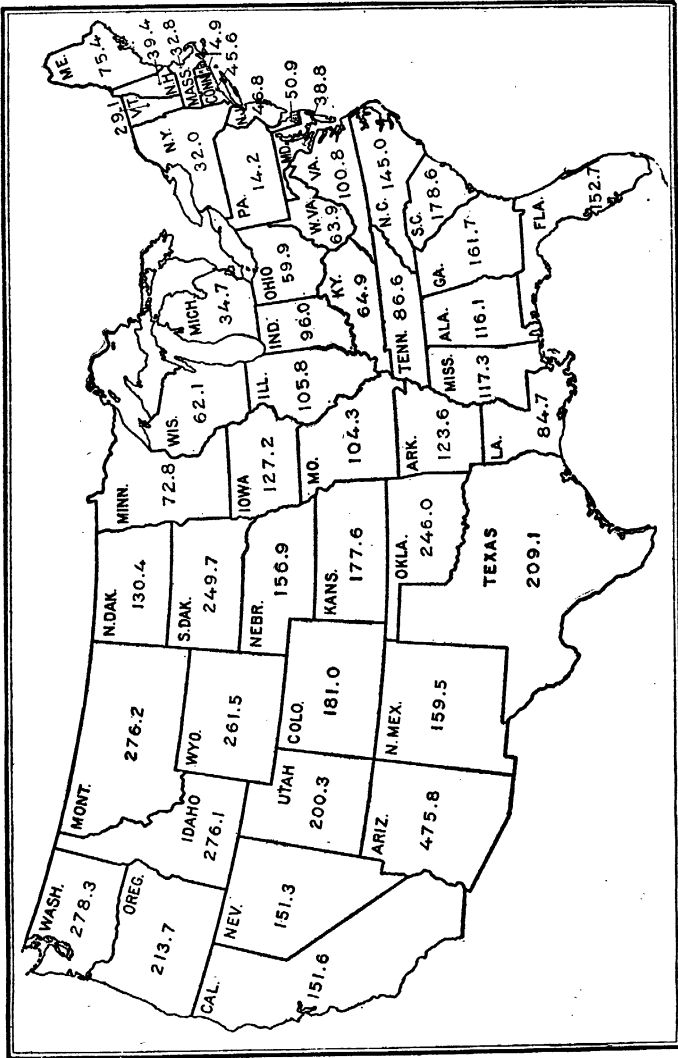 WASH.
278.3
OREG.
213.7
CAL.
151.6
NEV.
151.3
IDAHO
276.1
MONT.
276.2
WYO.
261.5
UTAH
200.3
ARIZ.
475.8
COLO.
181.0
N.MEX.
159.5
N.DAK.
130.4
S.DAK.
249.7
NEBR.
156.9
KANS.
177.6
OKLA.
246.0
TEXAS
209.1
MINN.
72.8
IOWA
127.2
MO.
104.3
ARK.
123.6
LA.
84.7
WIS.
62.1
ILL.
105.8
MICH.
34.7
IND.
96.0
OHIO
59.9
KY.
64.9
TENN. 86.6
MISS.
117.3
ALA.
116.1
GA.
161.7
FLA.
152.7
S.C.
178.6
N.C. 145.0
VA.
100.8
W.VA.
63.9
PA.
14.2
N.Y.
32.0
ME.
75.4
29.1
VT.
N.H.
39.4
MASS.
32.8
CONN.
14.9
45.6
N.J.
46.8
MD.
50.9
38.8